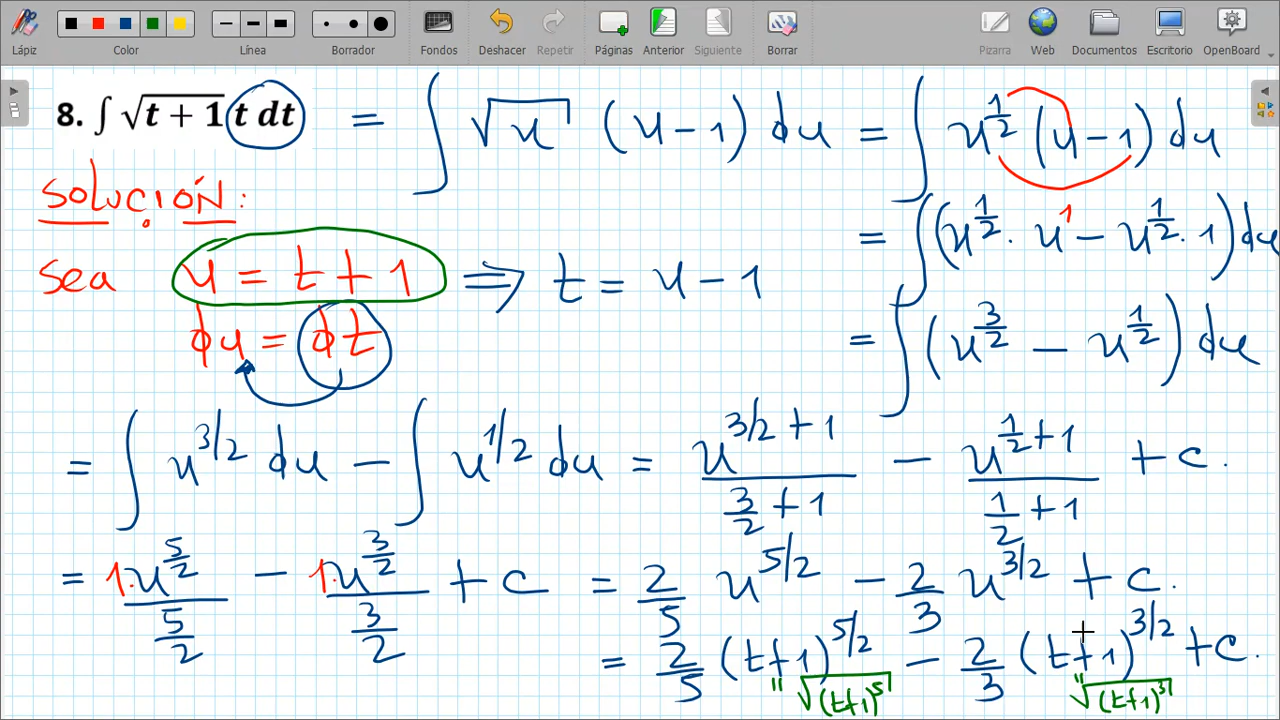 Lápiz Color Línea Borrador Fondos Deshacer Repetir Páginas Anterior Siguiente Borrar Pizarra Web Documentos Escritorio OpenBoard
8. ∫ √(t + 1) t dt = ∫ √u (u − 1) du = ∫ u^(1/2) (u − 1) du
SOLUCIÓN:
= ∫ (u^(1/2) · u^1 − u^(1/2) · 1) du
sea u = t + 1 ⟹ t = u − 1
du = dt
= ∫ (u^(3/2) − u^(1/2)) du
= ∫ u^(3/2) du − ∫ u^(1/2) du = u^(3/2 + 1) / (3/2 + 1) − u^(1/2 + 1) / (1/2 + 1) + c.
= 1·u^(5/2) / (5/2) − 1·u^(3/2) / (3/2) + c = 2/5 u^(5/2) − 2/3 u^(3/2) + c.
= 2/5 (t+1)^(5/2) − 2/3 (t+1)^(3/2) + c.
" √(t+1)^5 " √(t+1)^3